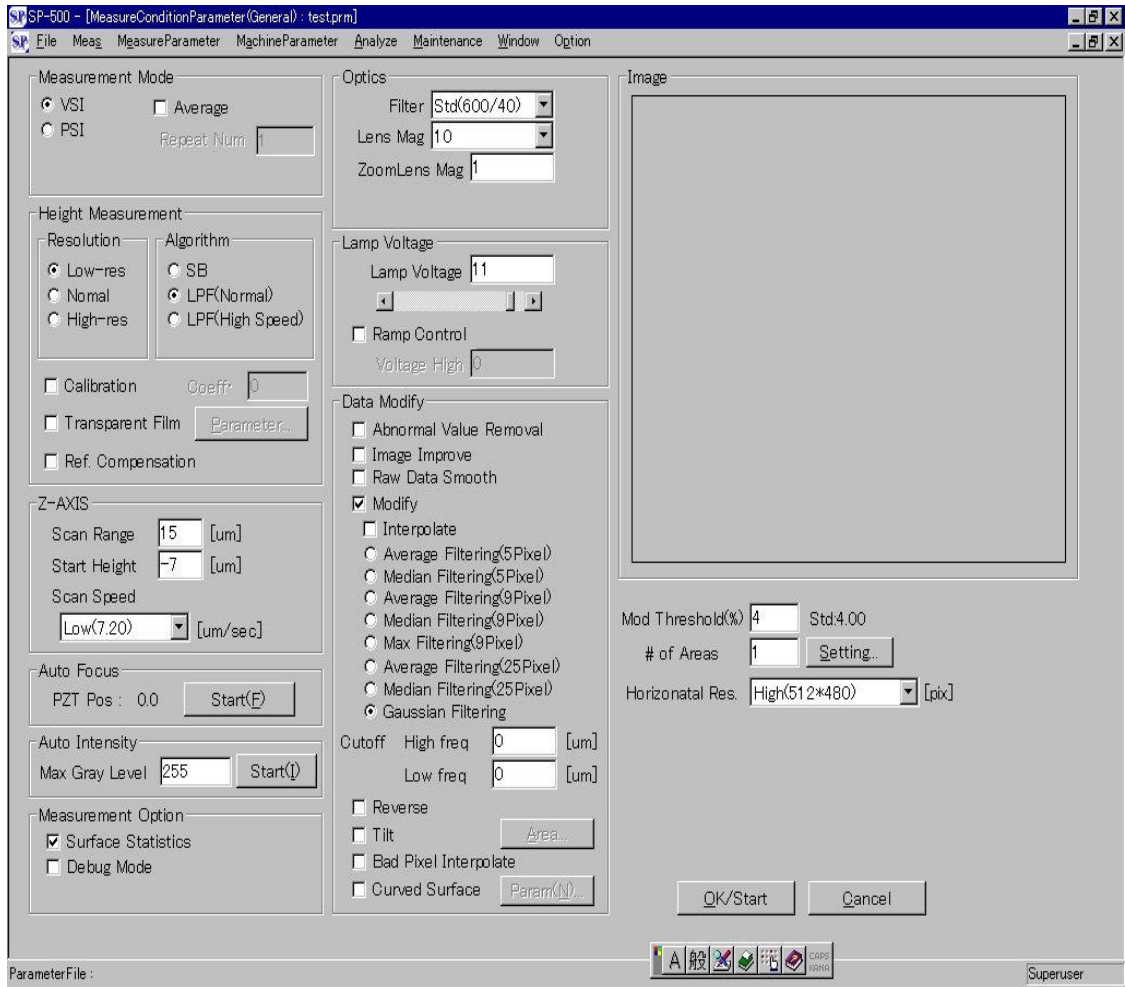 SP-500 - [MeasureConditionParameter(General) : test.prm]
File Meas MeasureParameter MachineParameter Analyze Maintenance Window Option
Measurement Mode
VSI
Average
PSI
Repeat Num 1
Height Measurement
Resolution
Low-res
Nomal
High-res
Algorithm
SB
LPF(Normal)
LPF(High Speed)
Calibration Coeff· 0
Transparent Film Parameter...
Ref. Compensation
Z-AXIS
Scan Range 15 [um]
Start Height -7 [um]
Scan Speed
Low(7.20) [um/sec]
Auto Focus
PZT Pos : 0.0 Start(F)
Auto Intensity
Max Gray Level 255 Start(I)
Measurement Option
Surface Statistics
Debug Mode
Optics
Filter Std(600/40)
Lens Mag 10
ZoomLens Mag 1
Lamp Voltage
Lamp Voltage 11
Ramp Control
Voltage High 0
Data Modify
Abnormal Value Removal
Image Improve
Raw Data Smooth
Modify
Interpolate
Average Filtering(5Pixel)
Median Filtering(5Pixel)
Average Filtering(9Pixel)
Median Filtering(9Pixel)
Max Filtering(9Pixel)
Average Filtering(25Pixel)
Median Filtering(25Pixel)
Gaussian Filtering
Cutoff High freq 0 [um]
Low freq 0 [um]
Reverse
Tilt Area...
Bad Pixel Interpolate
Curved Surface Param(N)...
Image
Mod Threshold(%) 4 Std:4.00
# of Areas 1 Setting...
Horizonatal Res. High(512*480) [pix]
OK/Start Cancel
A 般 CAPS
KANA
ParameterFile :
Superuser